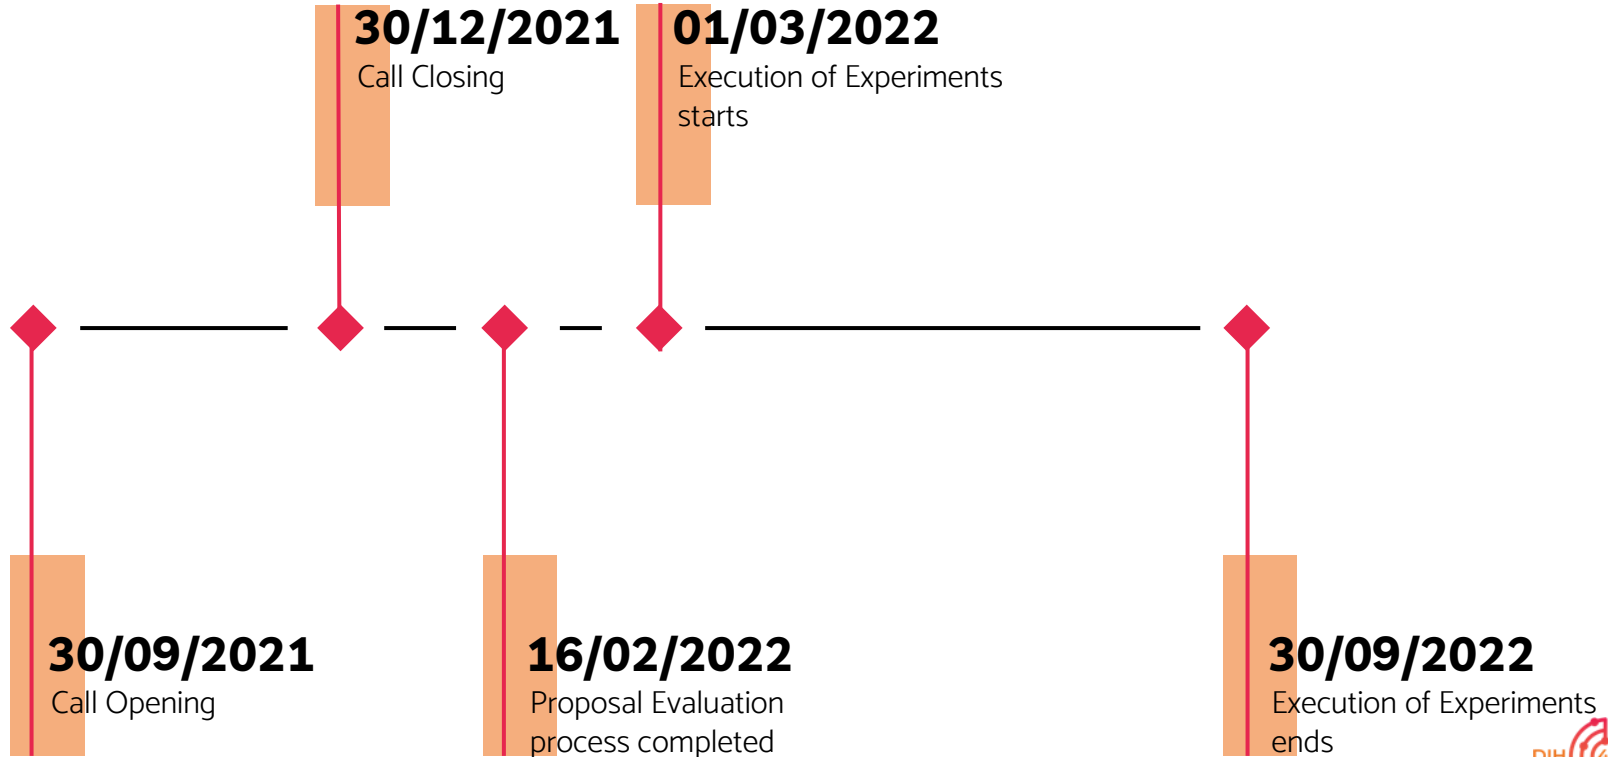 30/12/2021
Call Closing
01/03/2022
Execution of Experiments
starts
30/09/2021
Call Opening
16/02/2022
Proposal Evaluation
process completed
30/09/2022
Execution of Experiments
ends
DIH